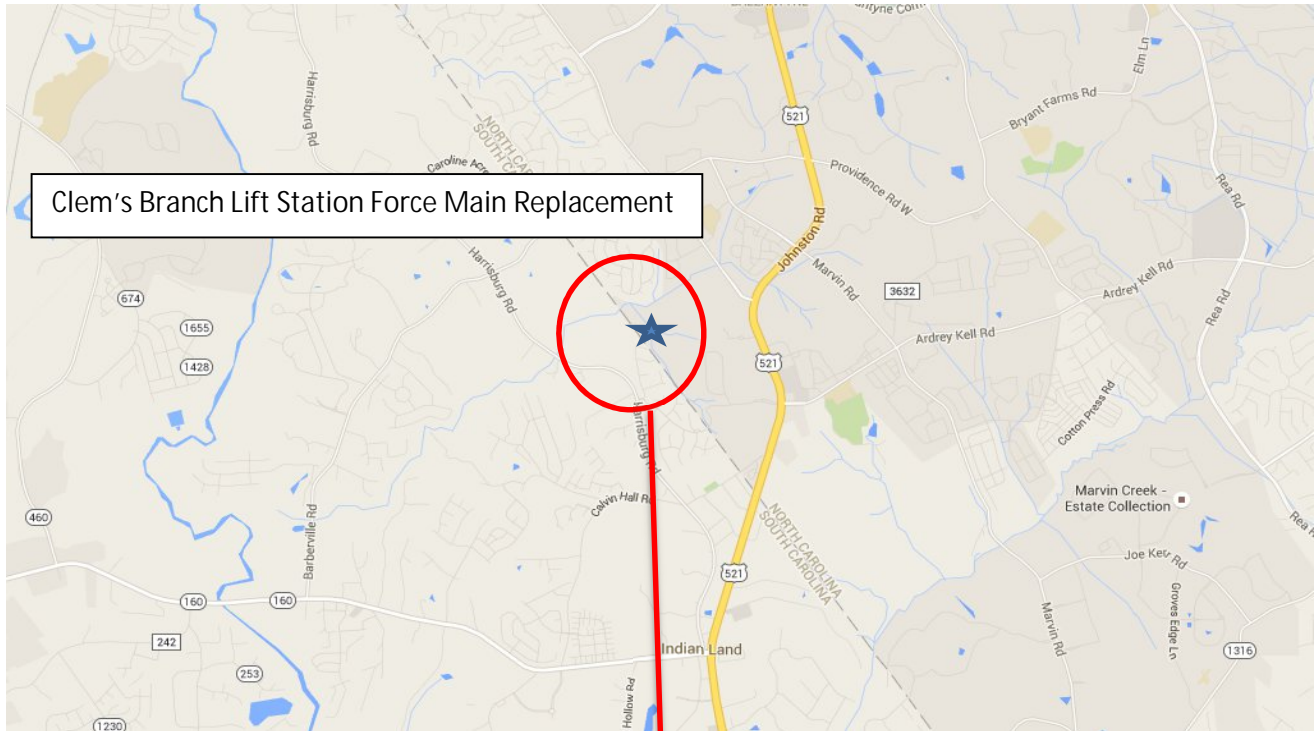 521
Elm Ln
Bryant Farms Rd
Harrisburg Rd
NORTH CAR
SOUTH CAR
Caroline Acre
Providence Rd W
Rea Rd
Clem's Branch Lift Station Force Main Replacement
Johnston Rd
Marvin Rd
Harrisburg Rd
Ardrey Kell Rd
3632
674
Rea Rd
1655
Ardrey Kell Rd
1428
521
Cotton Press Rd
Harrisburg Rd
Calvin Hall R
Marvin Creek -
Estate Collection
460
Rea R
NORTH CAROLINA
SOUTH CAROLINA
Barberville Rd
Joe Kerr Rd
521
160
160
Groves Edge Ln
Marvin Rd
242
Indian Land
1316
253
Hollow Rd
1230